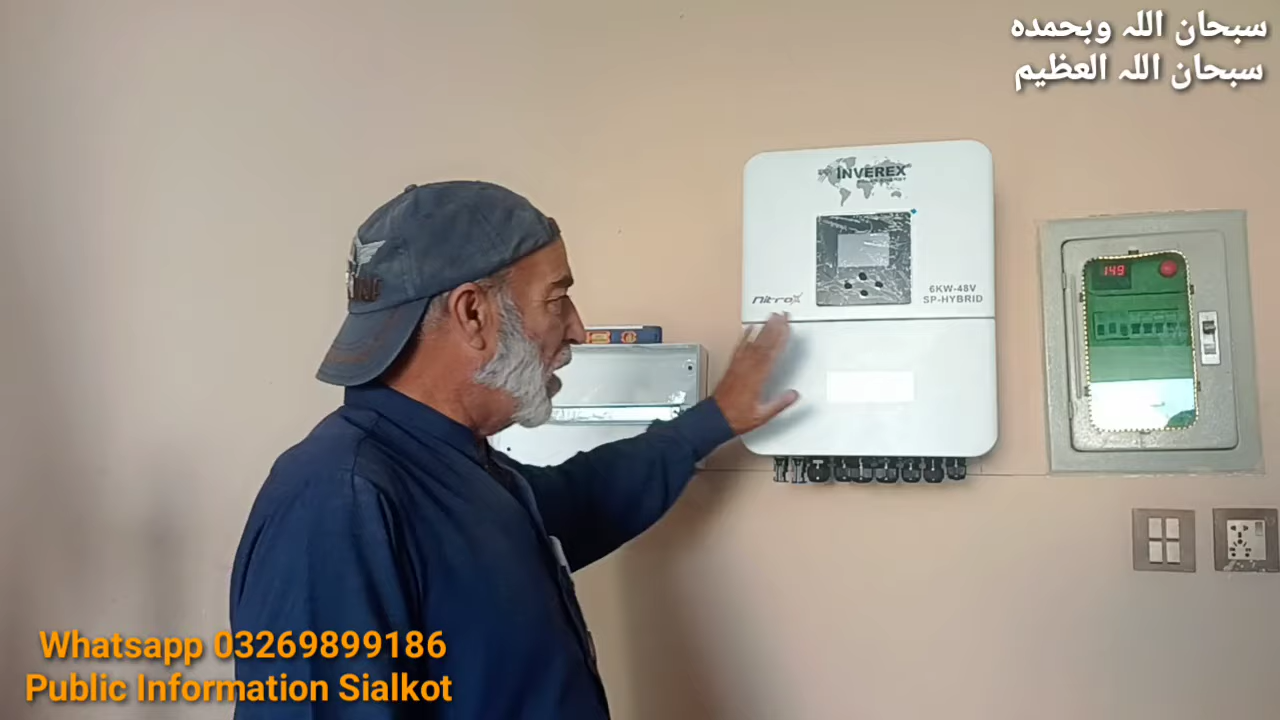 سبحان اللہ وبحمدہ
سبحان اللہ العظیم
INVEREX
Nitrox
6KW-48V
SP-HYBRID
149
Whatsapp 03269899186
Public Information Sialkot